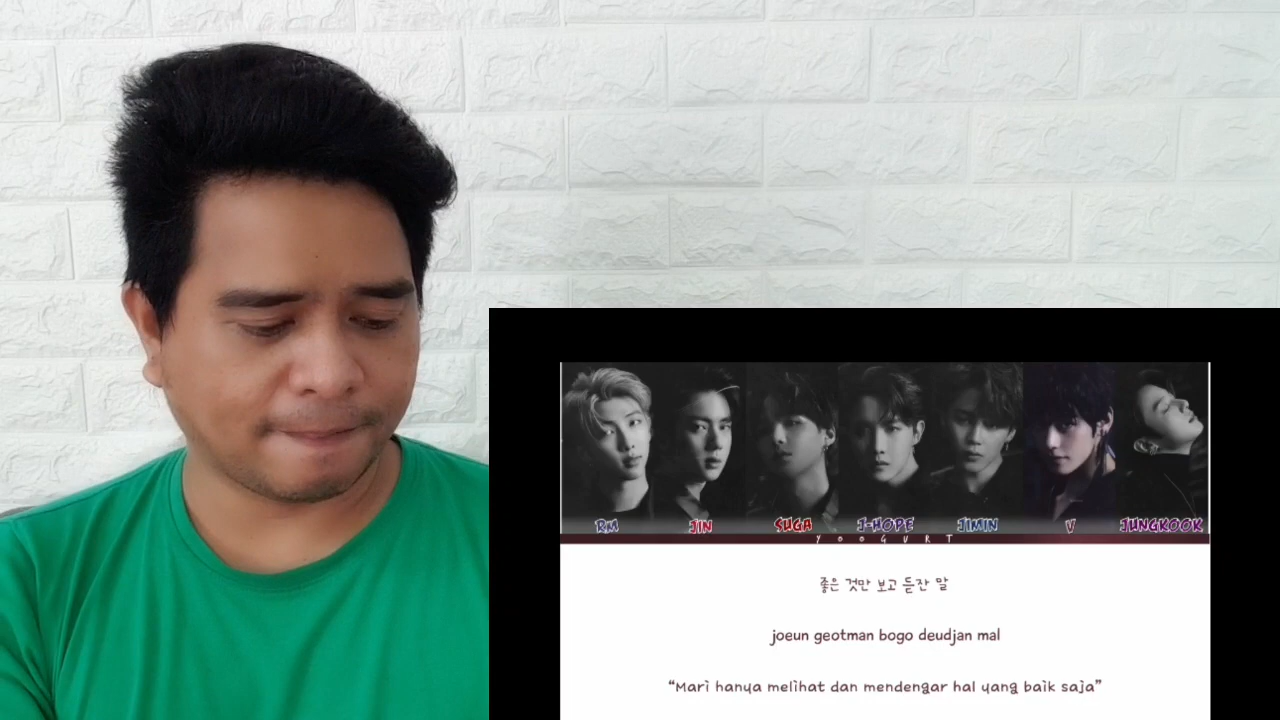 RM JIN SUGA J-HOPE JIMIN V JUNGKOOK
YOOGURT
좋은 것만 보고 듣잔 말
joeun geotman bogo deudjan mal
“Mari hanya melihat dan mendengar hal yang baik saja”